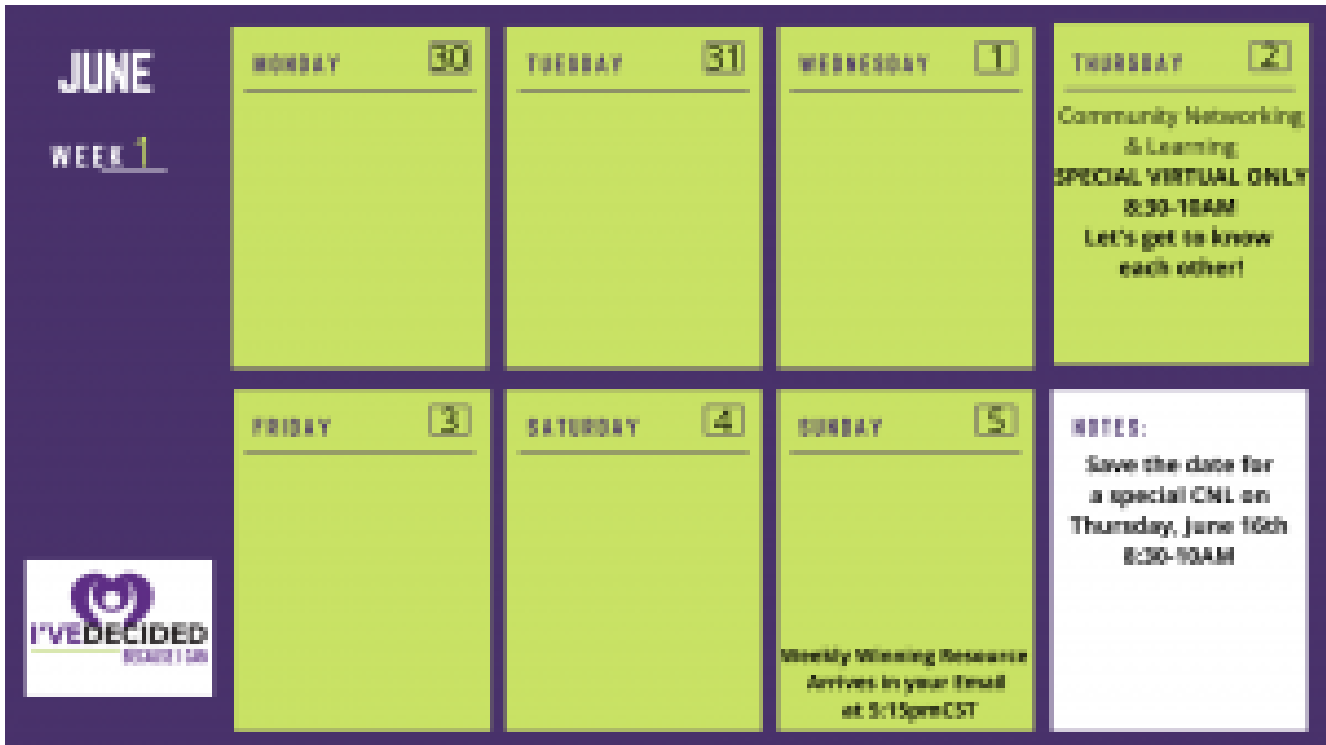 JUNE
WEEK 1
MONDAY 30
TUESDAY 31
WEDNESDAY 1
THURSDAY 2
Community Networking
& Learning
SPECIAL VIRTUAL ONLY
8:30-10AM
Let's get to know
each other!
FRIDAY 3
SATURDAY 4
SUNDAY 5
Weekly Winning Resource
Arrives in your Email
at 5:15pmCST
NOTES:
Save the date for
a special CNL on
Thursday, June 16th
8:30-10AM
I'VEDECIDED
BECAUSE I CAN